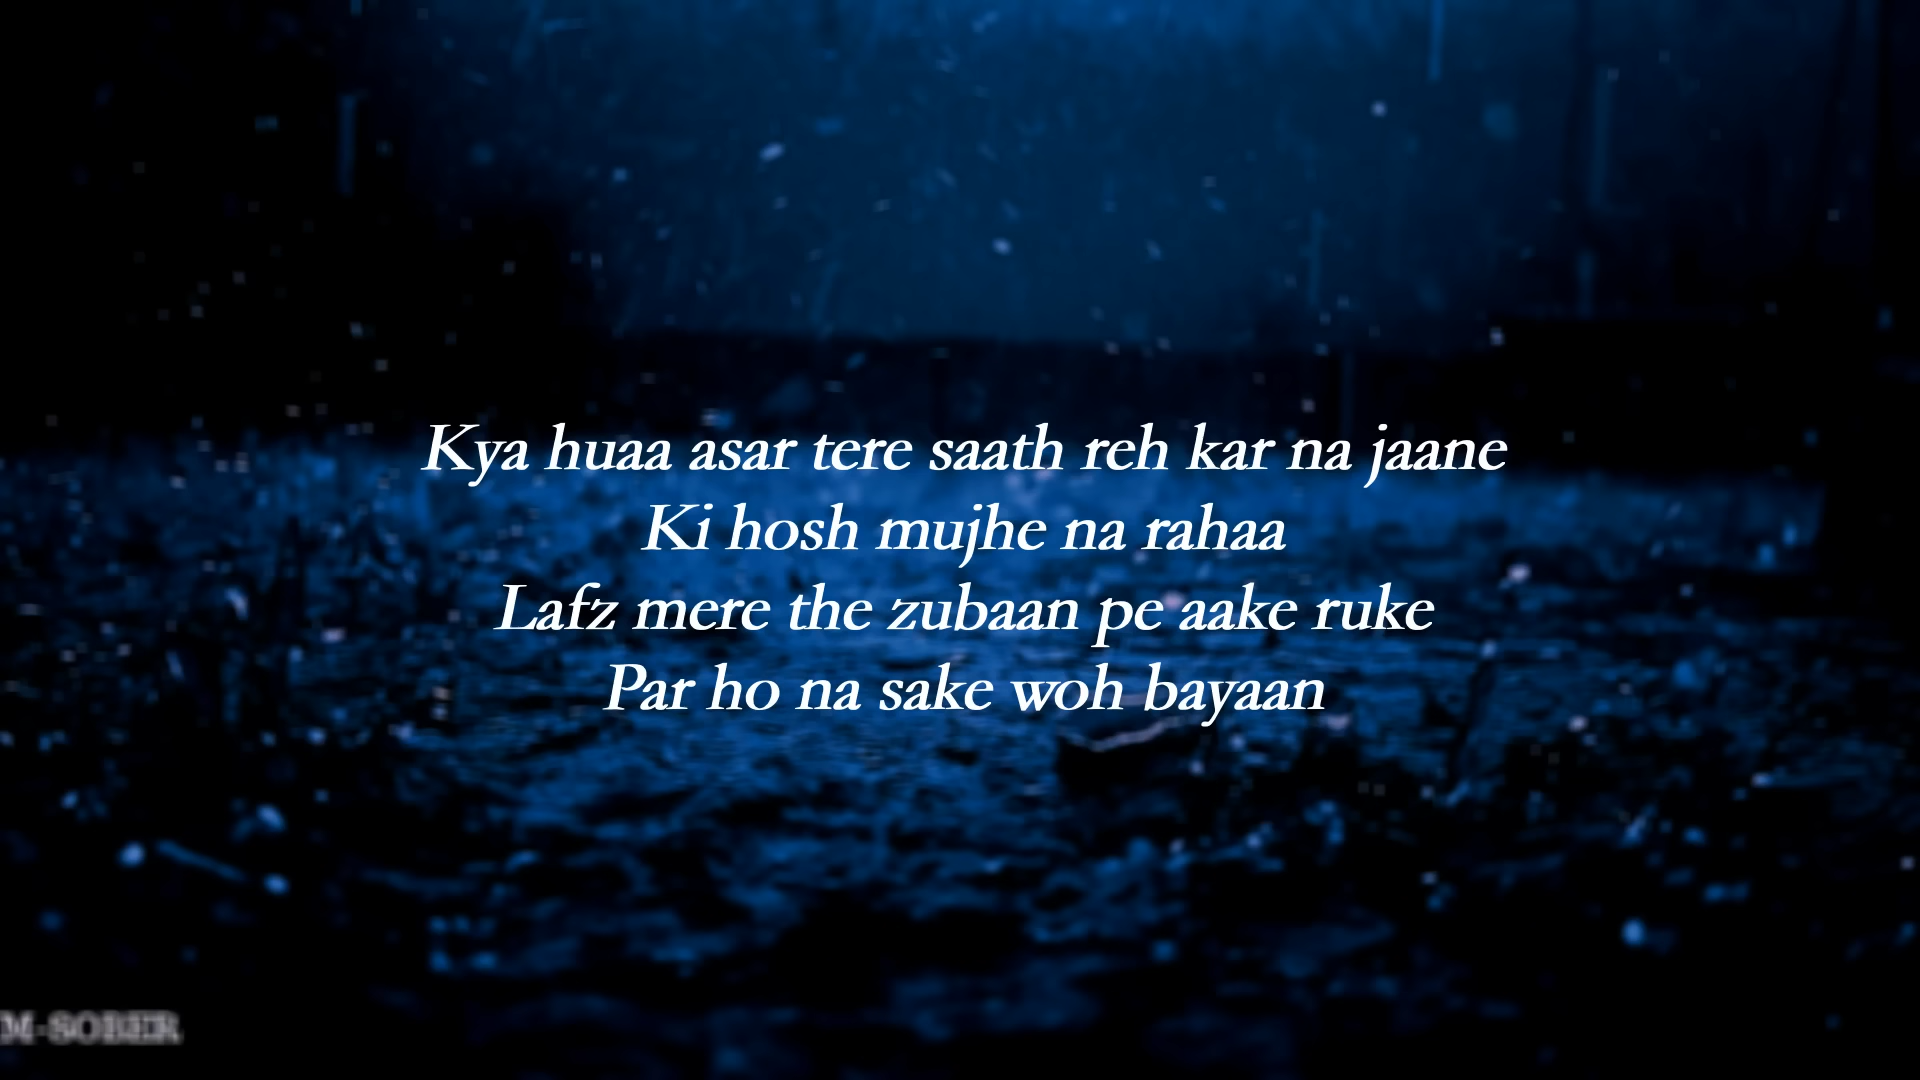 Kya huaa asar tere saath reh kar na jaane
Ki hosh mujhe na rahaa
Lafz mere the zubaan pe aake ruke
Par ho na sake woh bayaan
M-SOBER